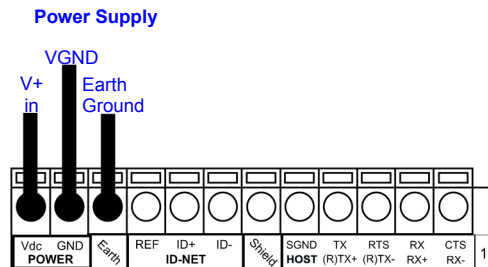 Power Supply
VGND
V+ in
Earth Ground
Vdc GND Earth REF ID+ ID- Shield SGND TX RTS RX CTS
POWER ID-NET HOST (R)TX+ (R)TX- RX+ RX- 1